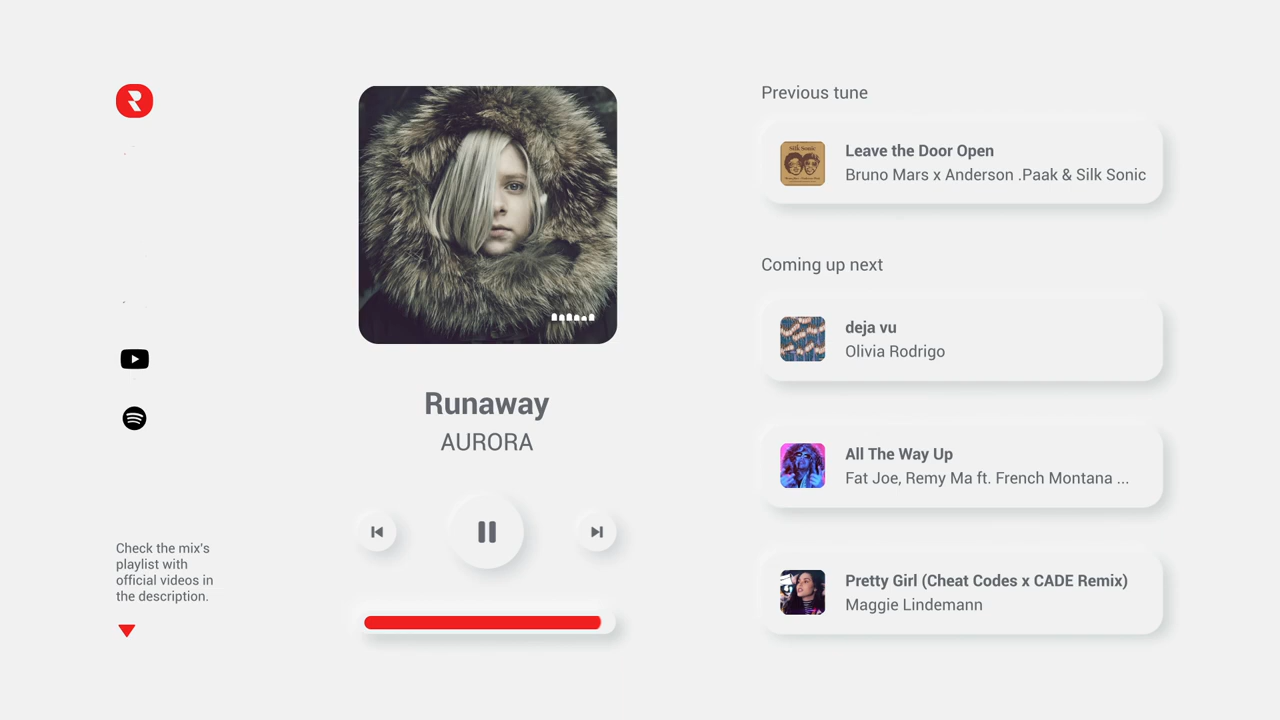 Check the mix's
playlist with
official videos in
the description.
Runaway
AURORA
Previous tune
Silk Sonic
Leave the Door Open
Bruno Mars x Anderson .Paak & Silk Sonic
Coming up next
deja vu
Olivia Rodrigo
All The Way Up
Fat Joe, Remy Ma ft. French Montana ...
Pretty Girl (Cheat Codes x CADE Remix)
Maggie Lindemann